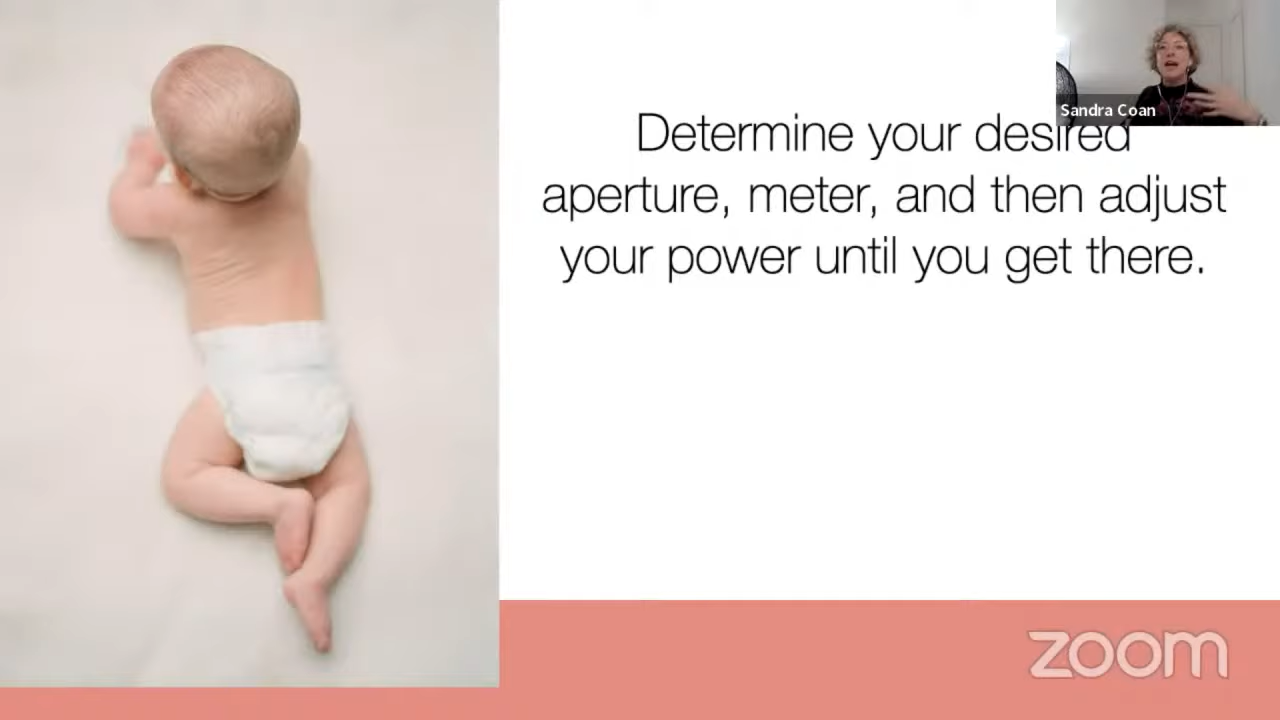 Sandra Coan
Determine your desired
aperture, meter, and then adjust
your power until you get there.
zoom